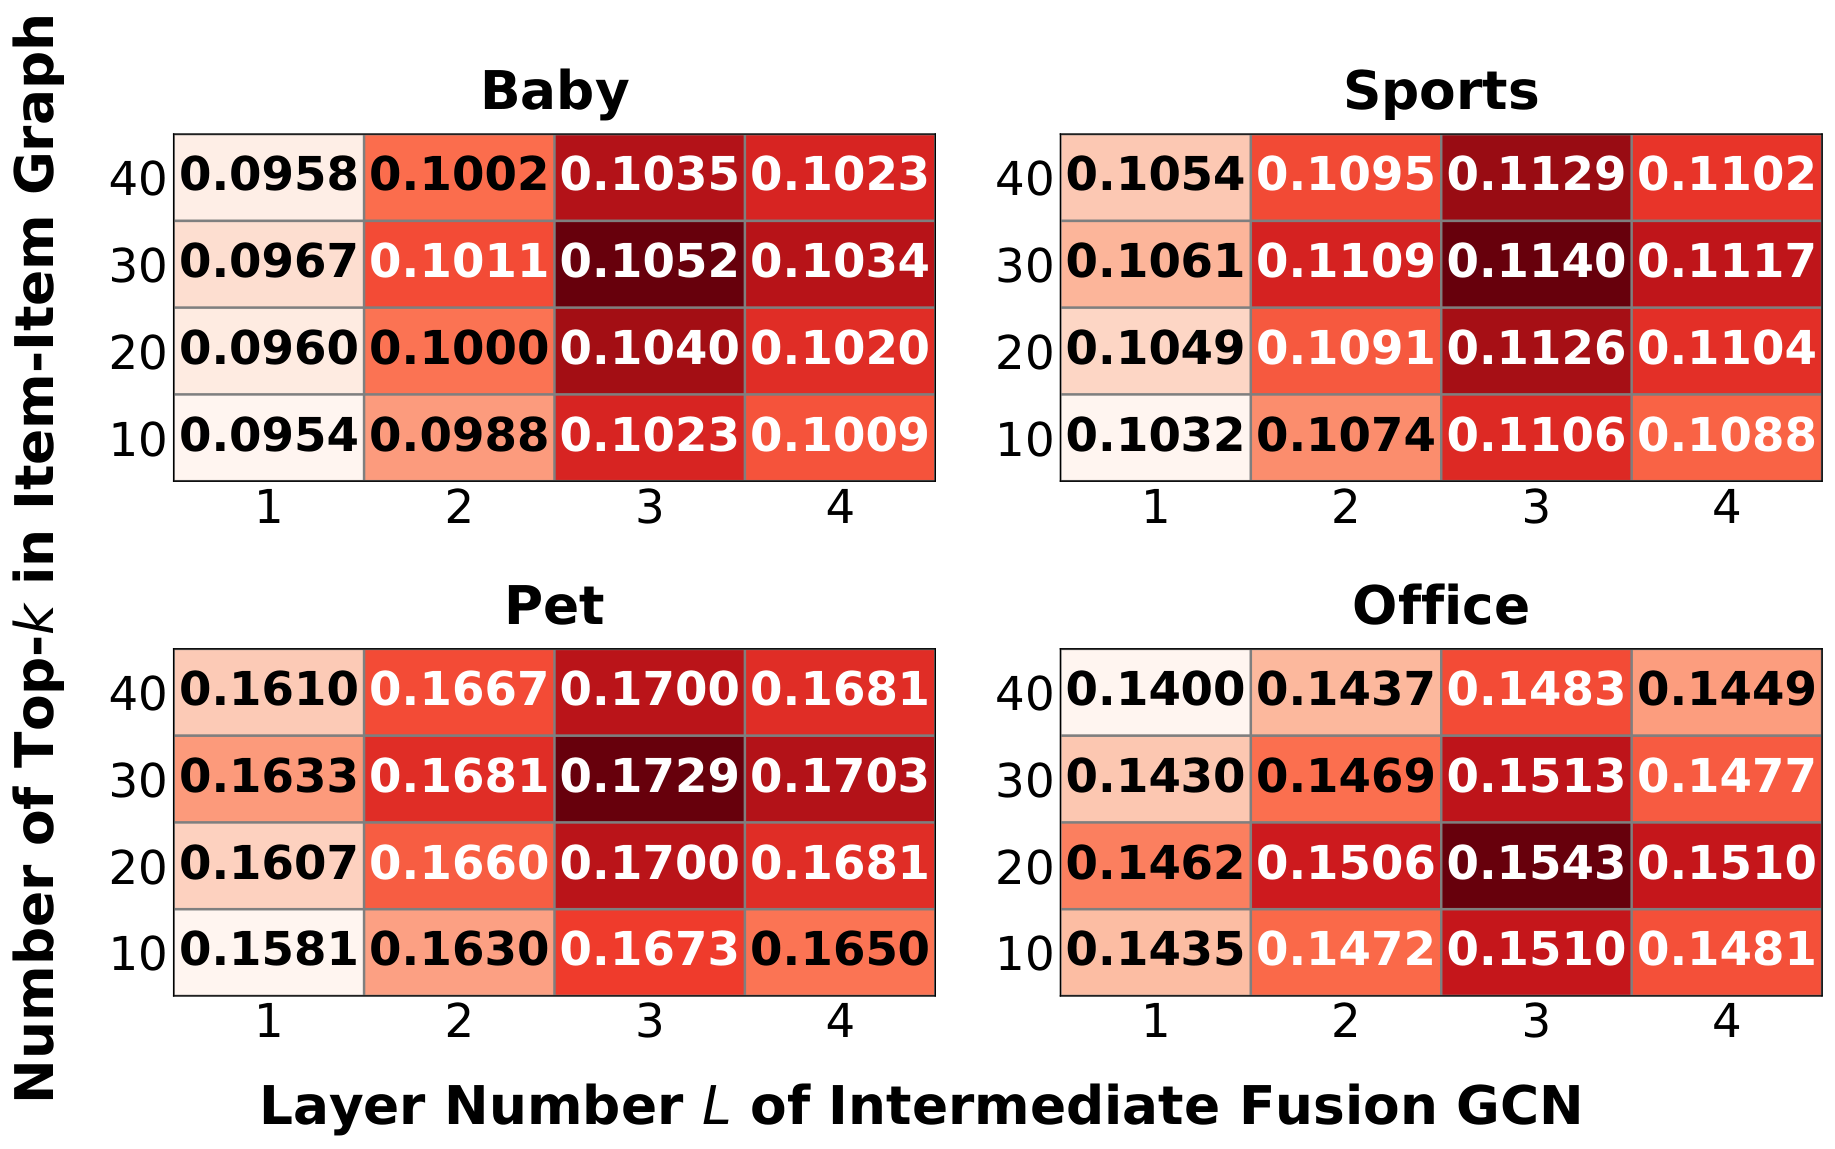 Number of Top-k in Item-Item Graph
Baby
40 0.0958 0.1002 0.1035 0.1023
30 0.0967 0.1011 0.1052 0.1034
20 0.0960 0.1000 0.1040 0.1020
10 0.0954 0.0988 0.1023 0.1009
1 2 3 4
Sports
40 0.1054 0.1095 0.1129 0.1102
30 0.1061 0.1109 0.1140 0.1117
20 0.1049 0.1091 0.1126 0.1104
10 0.1032 0.1074 0.1106 0.1088
1 2 3 4
Pet
40 0.1610 0.1667 0.1700 0.1681
30 0.1633 0.1681 0.1729 0.1703
20 0.1607 0.1660 0.1700 0.1681
10 0.1581 0.1630 0.1673 0.1650
1 2 3 4
Office
40 0.1400 0.1437 0.1483 0.1449
30 0.1430 0.1469 0.1513 0.1477
20 0.1462 0.1506 0.1543 0.1510
10 0.1435 0.1472 0.1510 0.1481
1 2 3 4
Layer Number L of Intermediate Fusion GCN